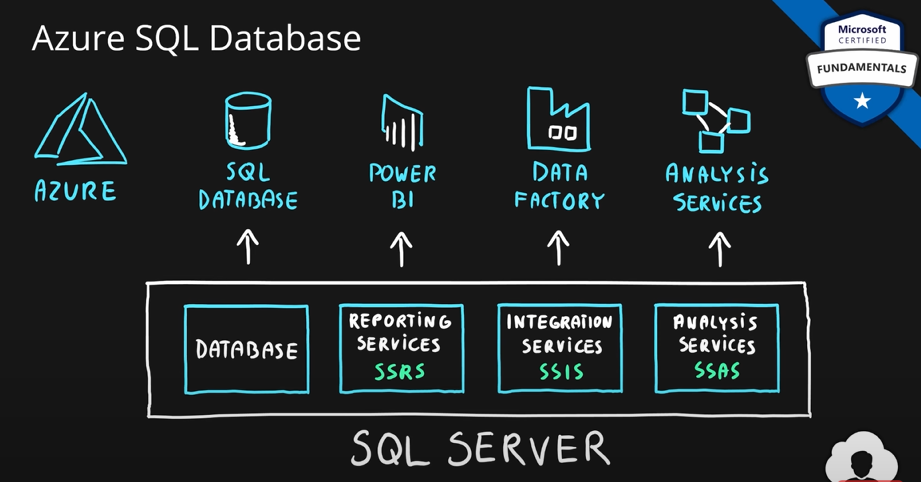 Azure SQL Database
Microsoft
CERTIFIED
FUNDAMENTALS
AZURE
SQL
DATABASE
POWER
BI
DATA
FACTORY
ANALYSIS
SERVICES
DATABASE
REPORTING
SERVICES
SSRS
INTEGRATION
SERVICES
SSIS
ANALYSIS
SERVICES
SSAS
SQL SERVER